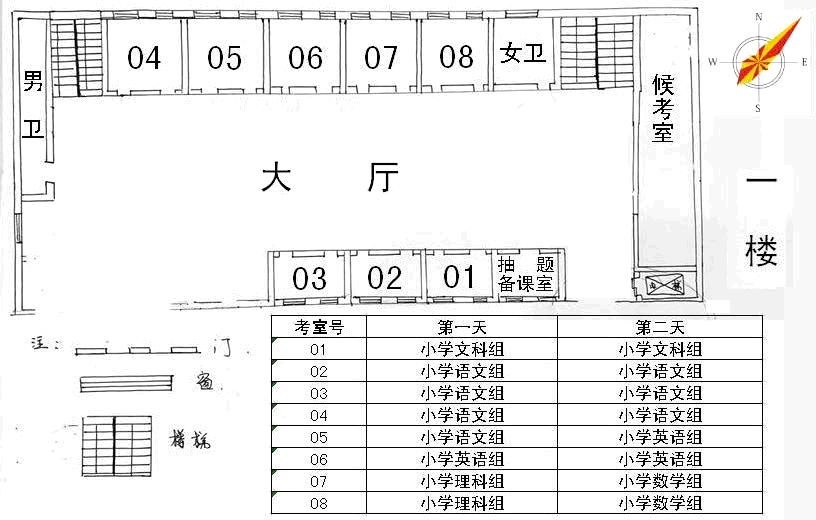 04 05 06 07 08 女卫
男卫
候考室
N
W E
S
大 厅
一楼
03 02 01 抽 题
备课室
注: 门
窗
楼梯
考室号 第一天 第二天
01 小学文科组 小学文科组
02 小学语文组 小学语文组
03 小学语文组 小学语文组
04 小学语文组 小学语文组
05 小学语文组 小学英语组
06 小学英语组 小学英语组
07 小学理科组 小学数学组
08 小学理科组 小学数学组